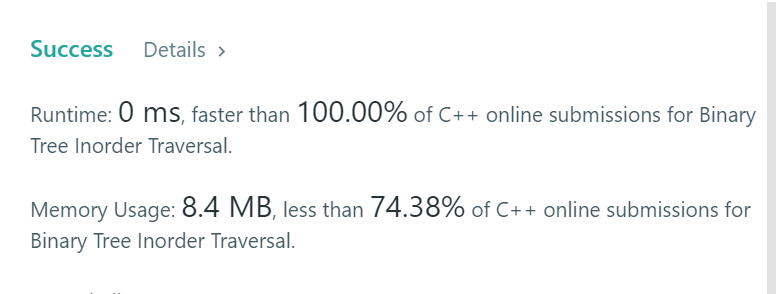 Success Details >
Runtime: 0 ms, faster than 100.00% of C++ online submissions for Binary
Tree Inorder Traversal.
Memory Usage: 8.4 MB, less than 74.38% of C++ online submissions for
Binary Tree Inorder Traversal.